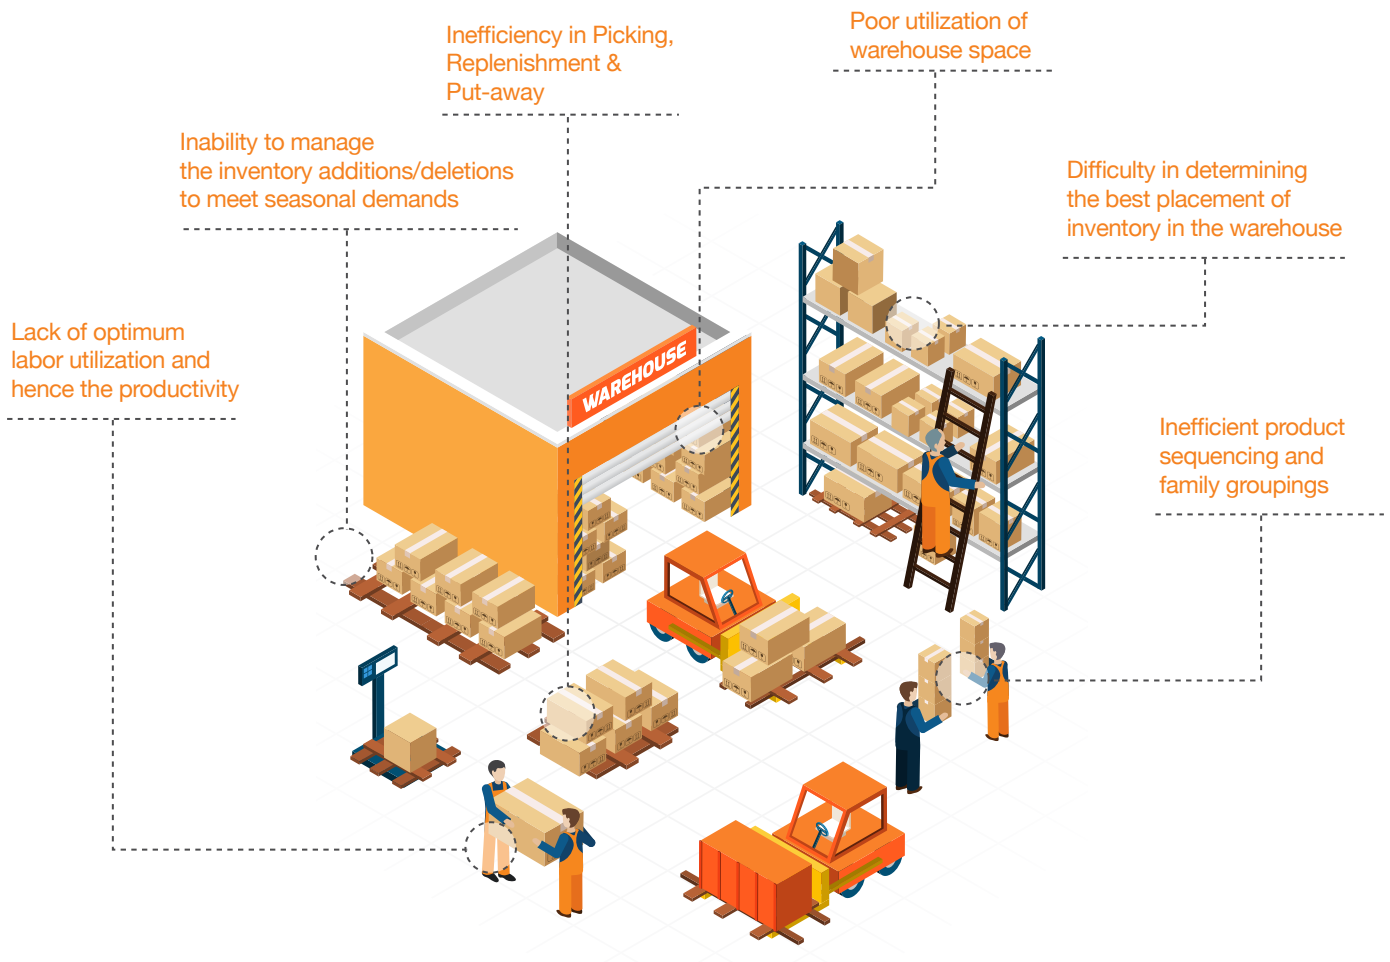 Inefficiency in Picking,
Replenishment &
Put-away
Poor utilization of
warehouse space
Inability to manage
the inventory additions/deletions
to meet seasonal demands
Difficulty in determining
the best placement of
inventory in the warehouse
Lack of optimum
labor utilization and
hence the productivity
WAREHOUSE
Inefficient product
sequencing and
family groupings